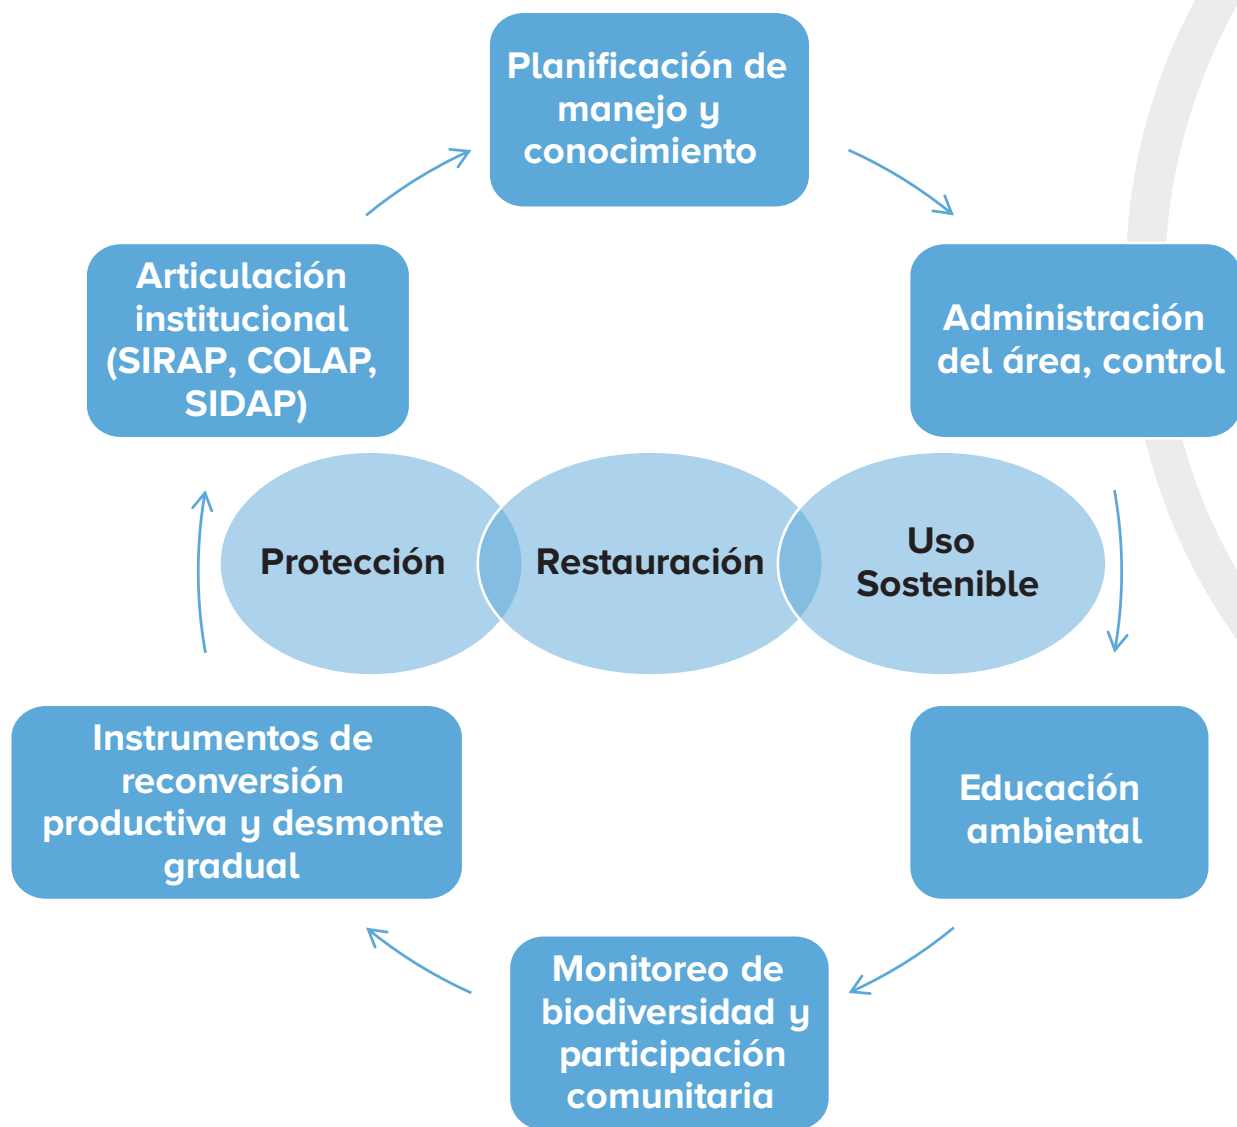 Planificación de
manejo y
conocimiento
Articulación
institucional
(SIRAP, COLAP,
SIDAP)
Administración
del área, control
Protección
Restauración
Uso
Sostenible
Instrumentos de
reconversión
productiva y desmonte
gradual
Educación
ambiental
Monitoreo de
biodiversidad y
participación
comunitaria